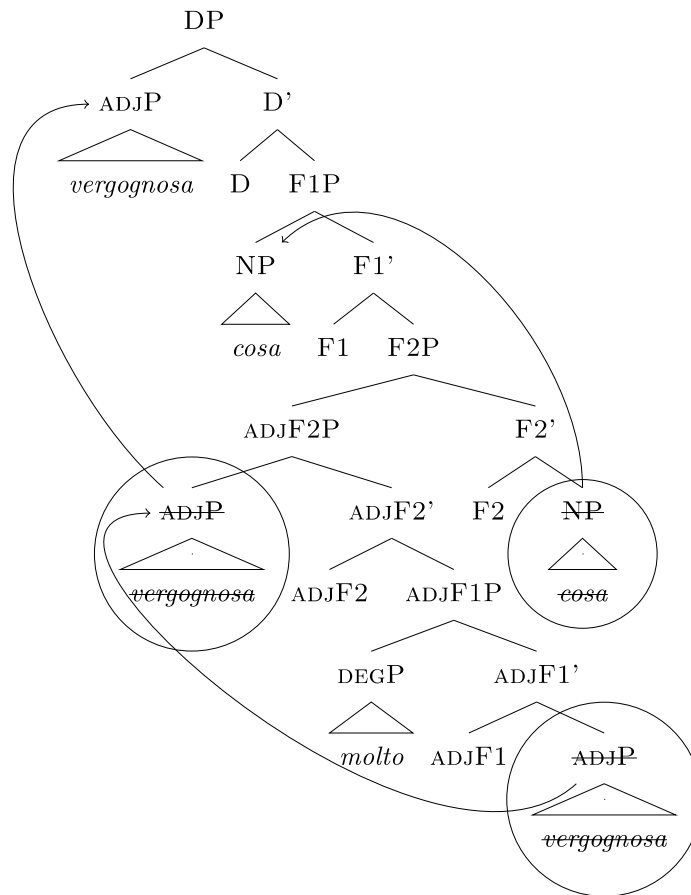 DP
ADJP D'
vergognosa D F1P
NP F1'
cosa F1 F2P
ADJF2P F2'
ADJP ADJF2' F2 NP
vergognosa ADJF2 ADJF1P cosa
DEGP ADJF1'
molto ADJF1 ADJP
vergognosa